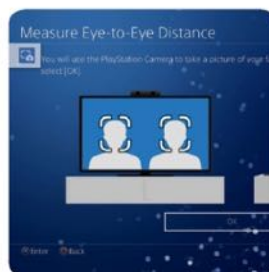 Measure Eye-to-Eye Distance
You will use the PlayStation Camera to take a picture of your
select [OK].
OK
Enter Back